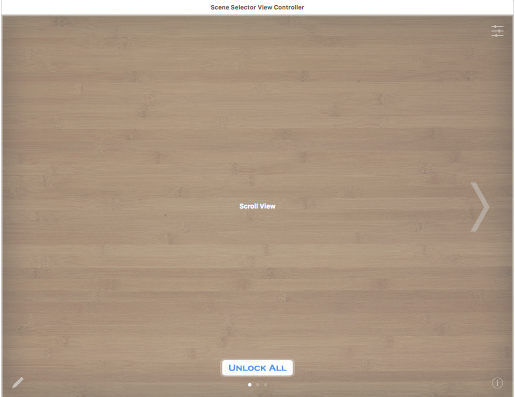 Scene Selector View Controller
Scroll View
UNLOCK ALL